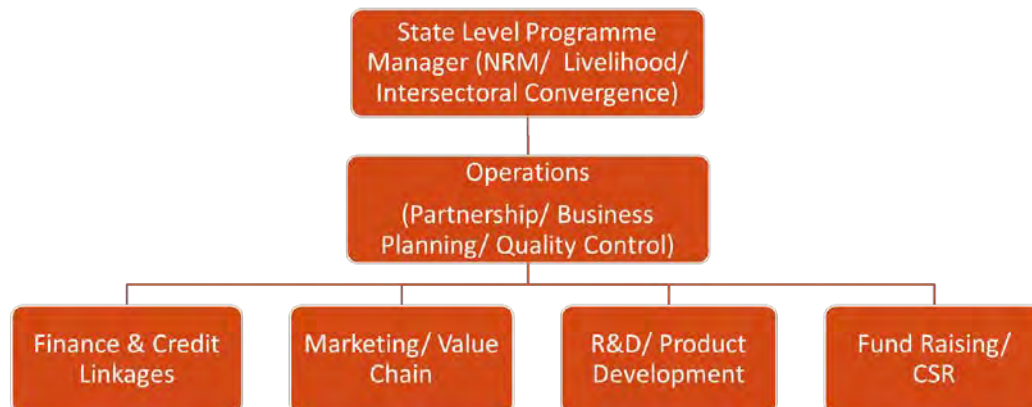 State Level Programme
Manager (NRM/ Livelihood/
Intersectoral Convergence)
Operations
(Partnership/ Business
Planning/ Quality Control)
Finance & Credit
Linkages
Marketing/ Value
Chain
R&D/ Product
Development
Fund Raising/
CSR